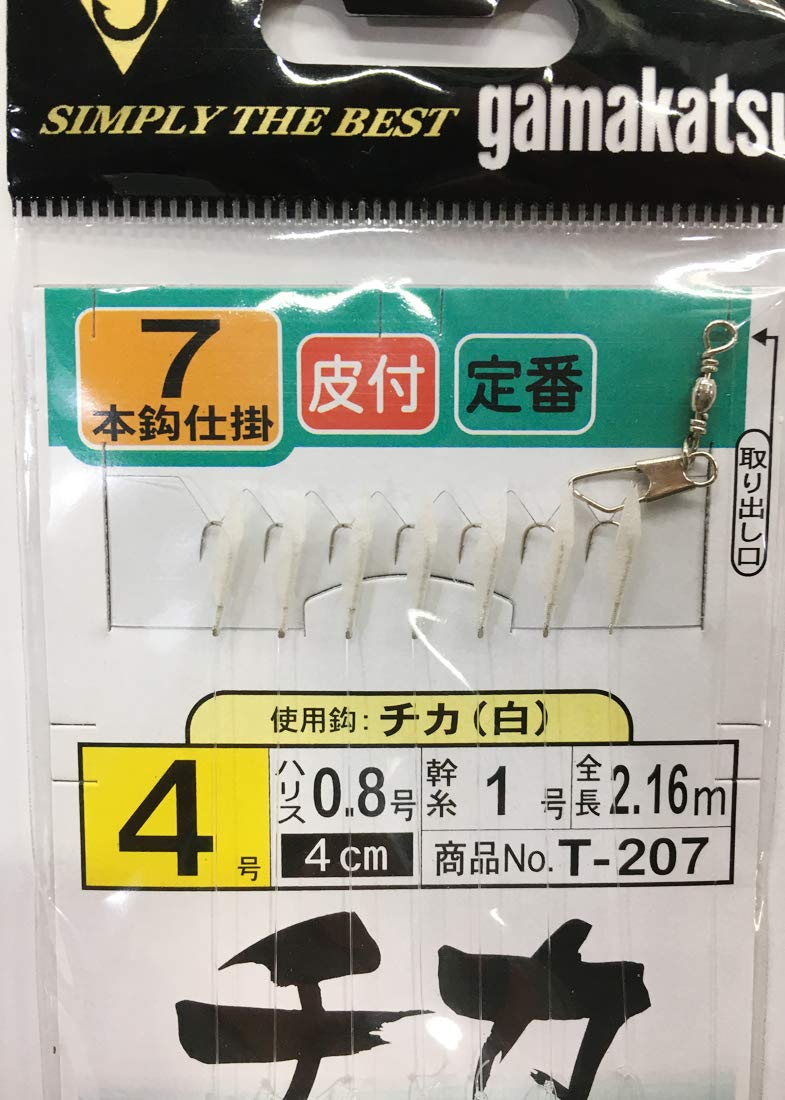 SIMPLY THE BEST
gamakatsu
7
本鈎仕掛
皮付
定番
取り出し口
使用鈎:チカ(白)
4号
ハリス0.8号
4cm
幹糸1号
全長2.16m
商品No.T-207
チカ